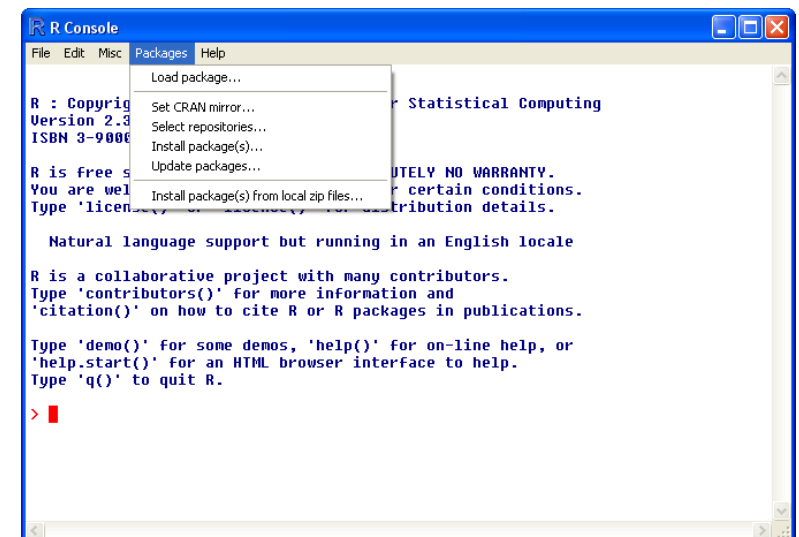 R Console
File Edit Misc Packages Help
Load package...
Set CRAN mirror...
Select repositories...
Install package(s)...
Update packages...
Install package(s) from local zip files...
R : Copyrig r Statistical Computing
Version 2.3
ISBN 3-900
R is free s UTELY NO WARRANTY.
You are wel r certain conditions.
Type 'licen distribution details.
Natural language support but running in an English locale
R is a collaborative project with many contributors.
Type 'contributors()' for more information and
'citation()' on how to cite R or R packages in publications.
Type 'demo()' for some demos, 'help()' for on-line help, or
'help.start()' for an HTML browser interface to help.
Type 'q()' to quit R.
>